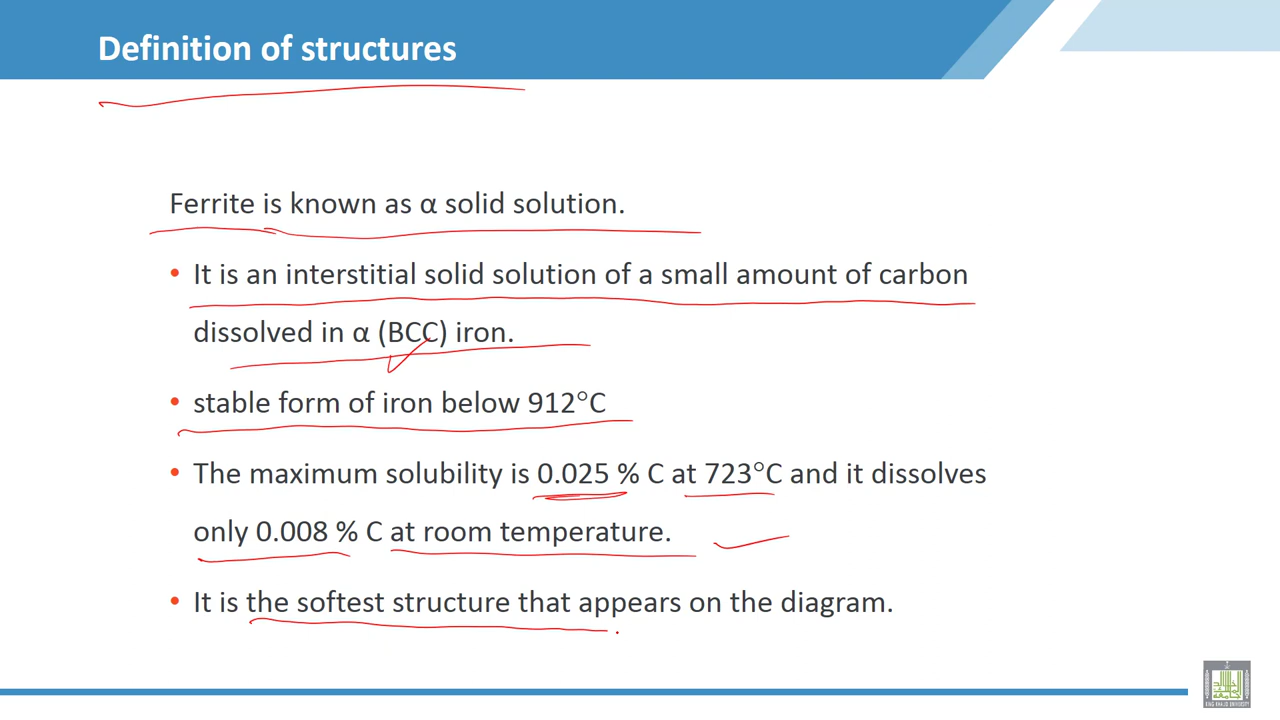 Definition of structures
Ferrite is known as α solid solution.
• It is an interstitial solid solution of a small amount of carbon
dissolved in α (BCC) iron.
• stable form of iron below 912°C
• The maximum solubility is 0.025 % C at 723°C and it dissolves
only 0.008 % C at room temperature.
• It is the softest structure that appears on the diagram.
KING KHALID UNIVERSITY